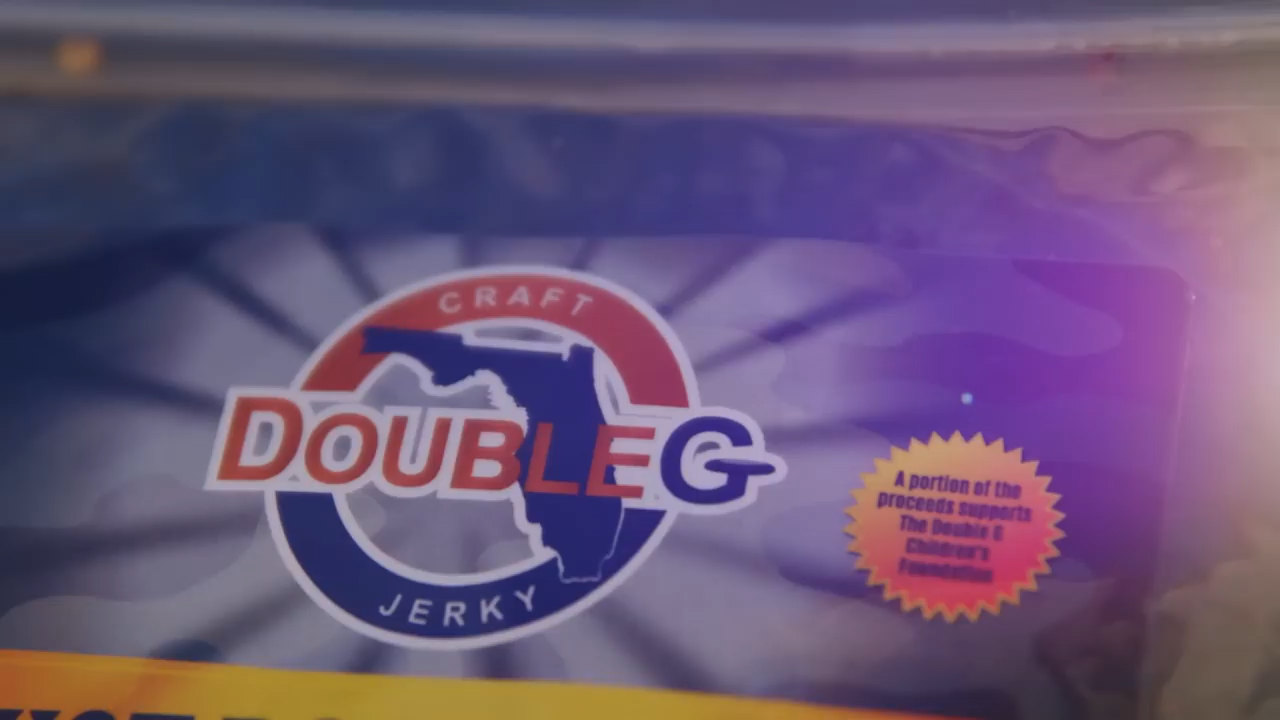 CRAFT
DOUBLE G
JERKY
A portion of the
proceeds supports
The Double G
Children's
Foundation